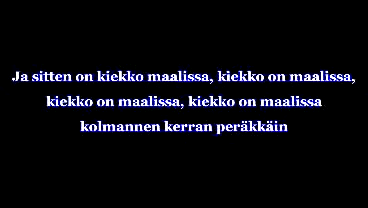 Ja sitten on kiekko maalissa, kiekko on maalissa,
kiekko on maalissa, kiekko on maalissa
kolmannen kerran peräkkäin